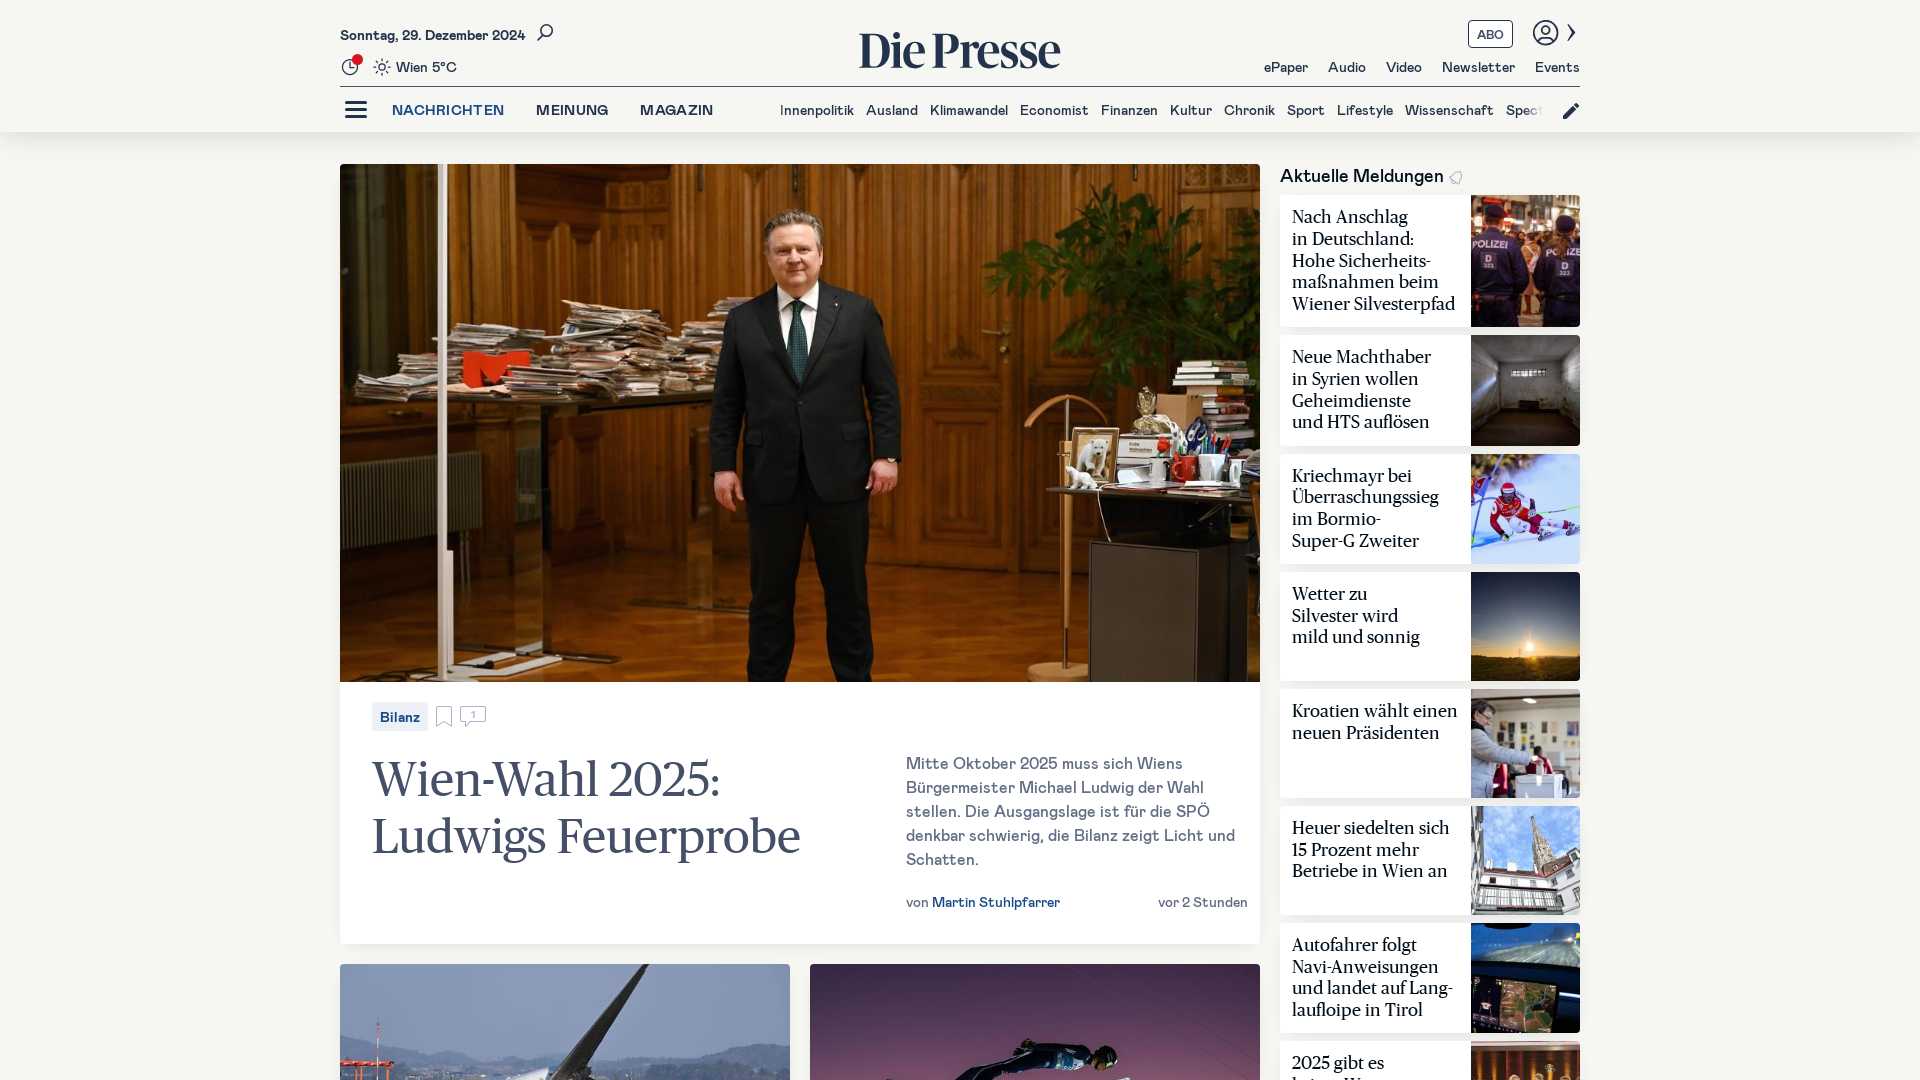 Sonntag, 29. Dezember 2024
Wien 5°C
Die Presse
ABO
ePaper Audio Video Newsletter Events
NACHRICHTEN MEINUNG MAGAZIN
Innenpolitik Ausland Klimawandel Economist Finanzen Kultur Chronik Sport Lifestyle Wissenschaft Spect
Bilanz
1
Wien-Wahl 2025:
Ludwigs Feuerprobe
Mitte Oktober 2025 muss sich Wiens
Bürgermeister Michael Ludwig der Wahl
stellen. Die Ausgangslage ist für die SPÖ
denkbar schwierig, die Bilanz zeigt Licht und
Schatten.
von Martin Stuhlpfarrer
vor 2 Stunden
Aktuelle Meldungen
Nach Anschlag
in Deutschland:
Hohe Sicherheits-
maßnahmen beim
Wiener Silvesterpfad
POLIZEI
Neue Machthaber
in Syrien wollen
Geheimdienste
und HTS auflösen
Kriechmayr bei
Überraschungssieg
im Bormio-
Super-G Zweiter
Wetter zu
Silvester wird
mild und sonnig
Kroatien wählt einen
neuen Präsidenten
Heuer siedelten sich
15 Prozent mehr
Betriebe in Wien an
Autofahrer folgt
Navi-Anweisungen
und landet auf Lang-
laufloipe in Tirol
2025 gibt es